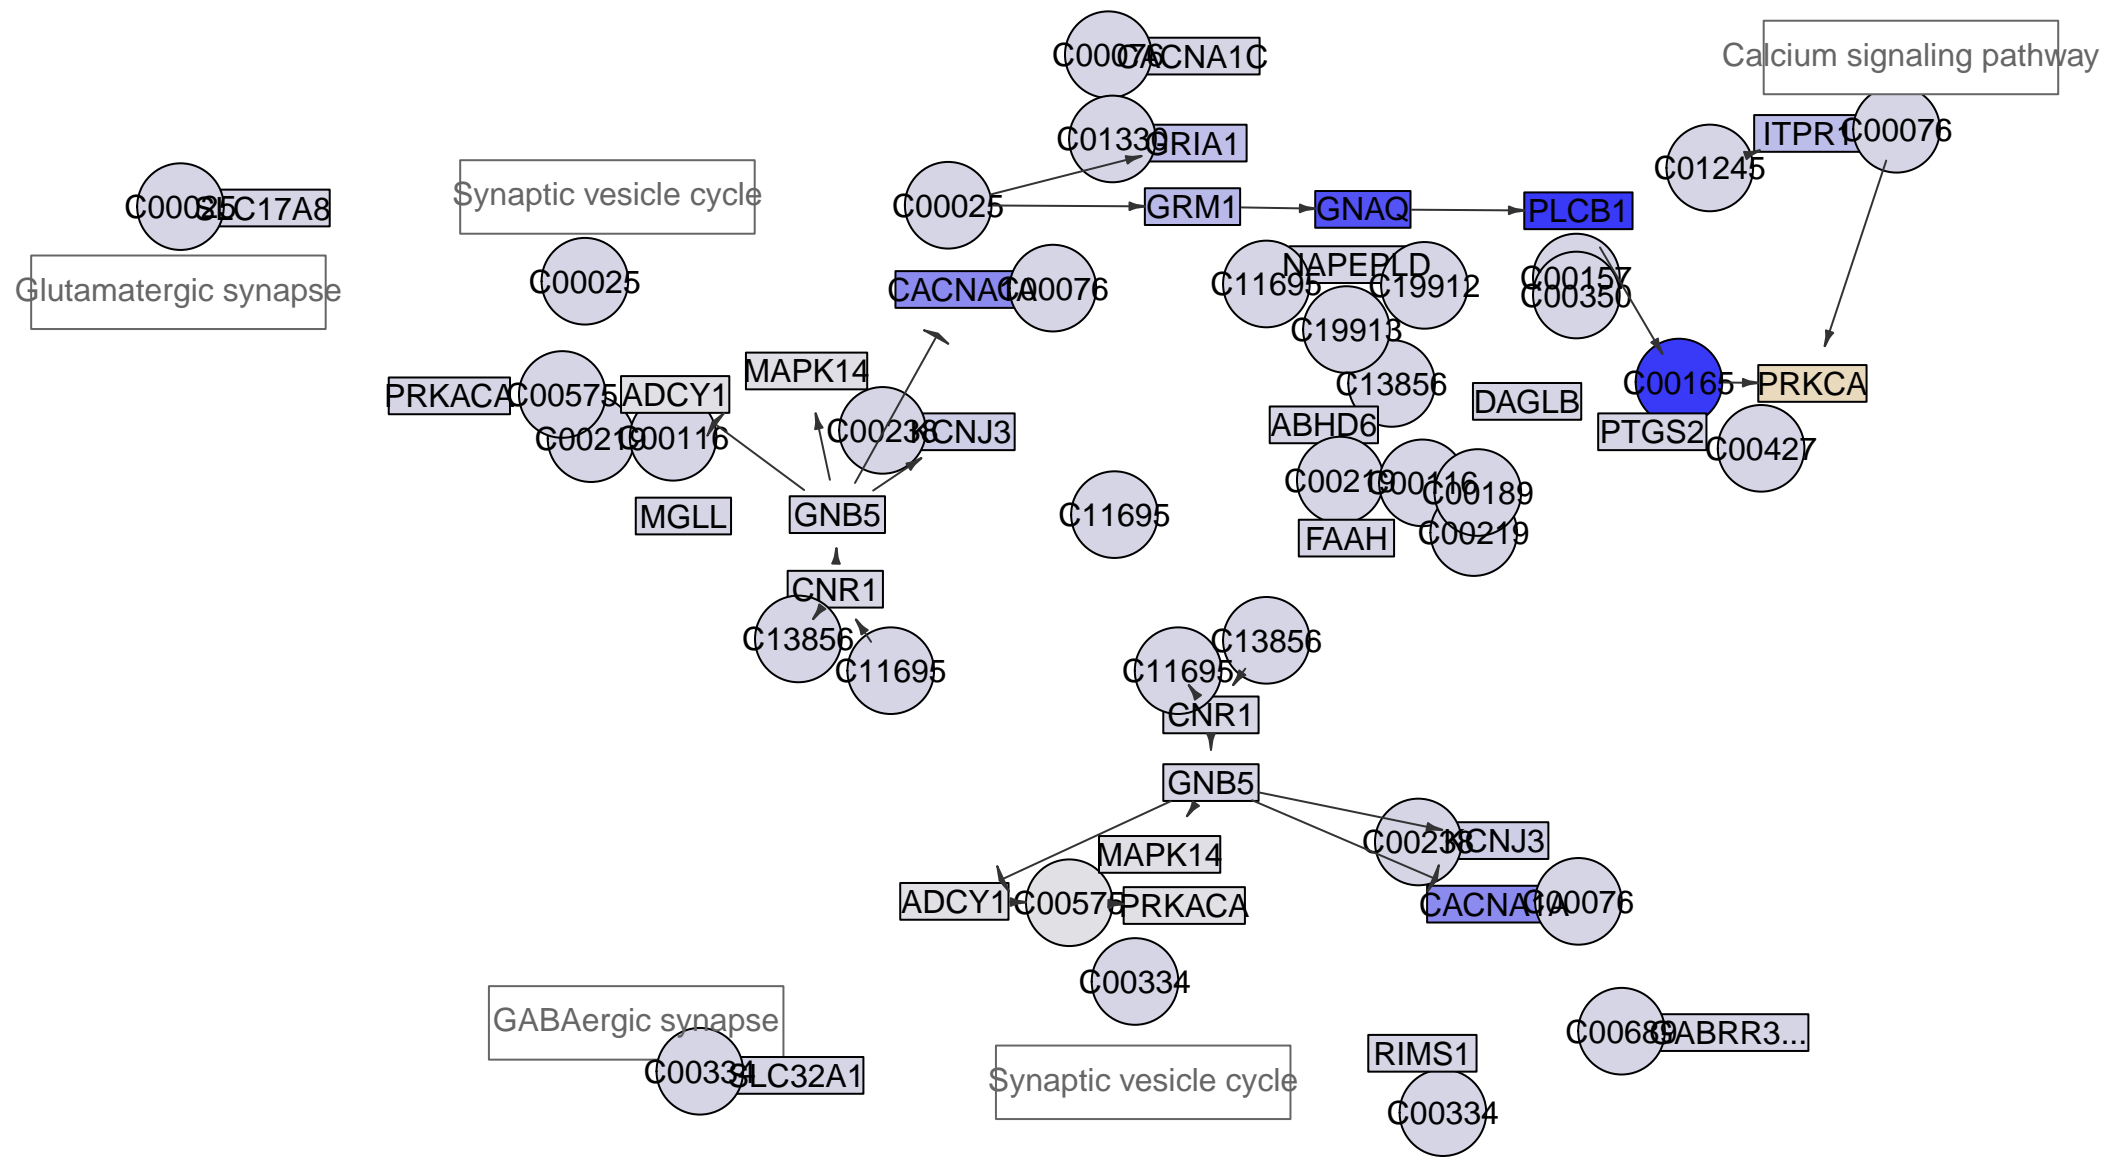 C00076
CACNA1C
Calcium signaling pathway
C01330
GRIA1
ITPR1
C00076
C01245
C00025
SLC17A8
Synaptic vesicle cycle
C00025
GRM1
GNAQ
PLCB1
Glutamatergic synapse
C00025
CACNA1A
C00076
C11695
NAPEPLD
C19912
C00157
C00350
C19913
MAPK14
C13856
C00165
PRKCA
PRKACA
C00575
ADCY1
DAGLB
ABHD6
C00219
C00116
C00238
KCNJ3
PTGS2
C00427
C00219
C00116
C00189
MGLL
GNB5
C11695
FAAH
C00219
CNR1
C13856
C11695
C11695
C13856
CNR1
GNB5
C00238
KCNJ3
MAPK14
ADCY1
C00575
PRKACA
CACNA1A
C00076
C00334
GABAergic synapse
C00689
GABRR3...
RIMS1
C00334
SLC32A1
Synaptic vesicle cycle
C00334